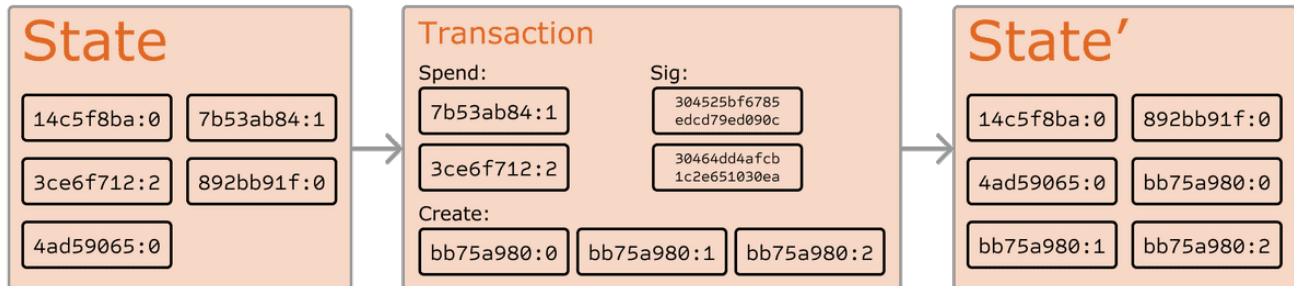 State
14c5f8ba:0 7b53ab84:1
3ce6f712:2 892bb91f:0
4ad59065:0
Transaction
Spend: Sig:
7b53ab84:1 304525bf6785
edcd79ed090c
3ce6f712:2 30464dd4afcb
1c2e651030ea
Create:
bb75a980:0 bb75a980:1 bb75a980:2
State'
14c5f8ba:0 892bb91f:0
4ad59065:0 bb75a980:0
bb75a980:1 bb75a980:2